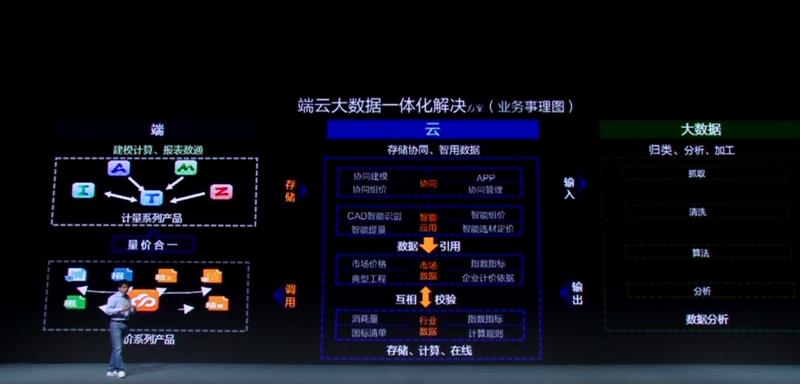 端云大数据一体化解决方案(业务事理图)
端
建模计算、报表数通
I A T M Z
计量系列产品
量价合一
价系列产品
存储
调用
云
存储协同、智用数据
协同建模 协同 APP
协同组价 协同管理
CAD智能识别 智能应用 智能组价
智能提量 智能选材定价
数据 引用
市场价格 市场数据 指数指标
典型工程 企业计价依据
互相 校验
消耗量 行业数据 指数指标
国标清单 计算规则
存储、计算、在线
输入
输出
大数据
归类、分析、加工
抓取
清洗
算法
分析
数据分析